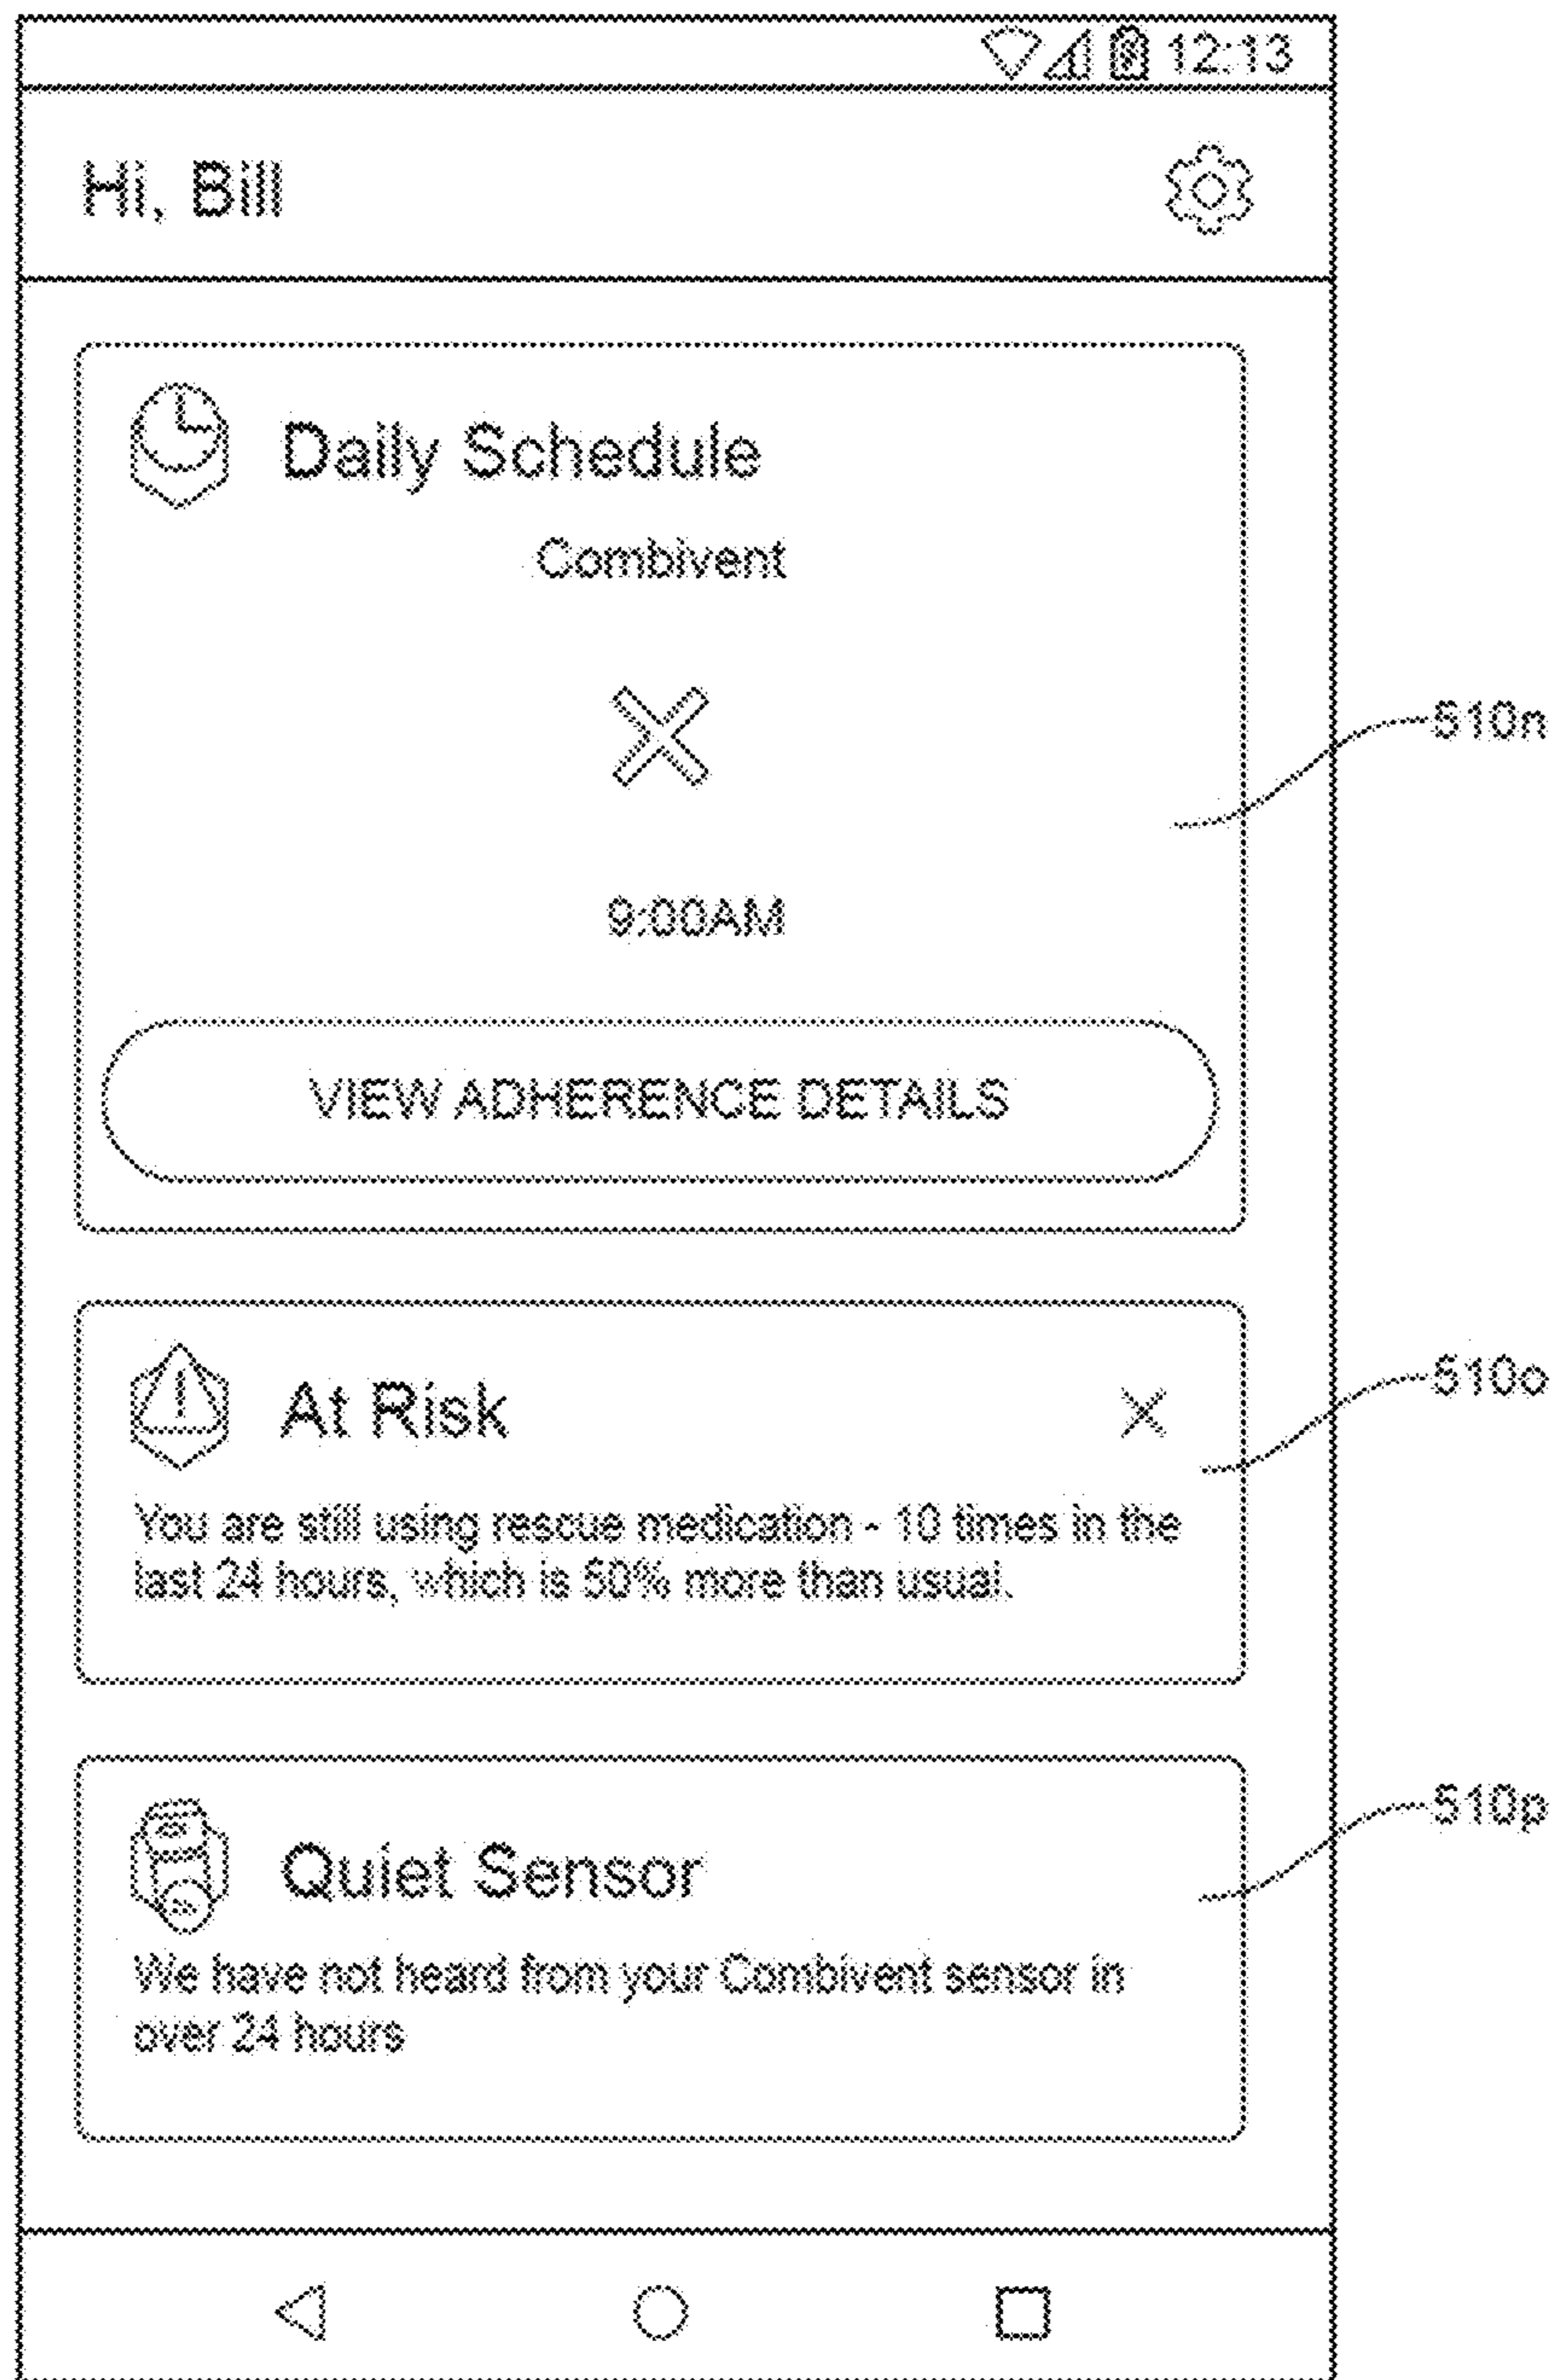 12:13
Hi, Bill
Daily Schedule
Combivent
9:00AM
510n
VIEW ADHERENCE DETAILS
At Risk
510o
You are still using rescue medication - 10 times in the
last 24 hours, which is 50% more than usual.
Quiet Sensor
510p
We have not heard from your Combivent sensor in
over 24 hours